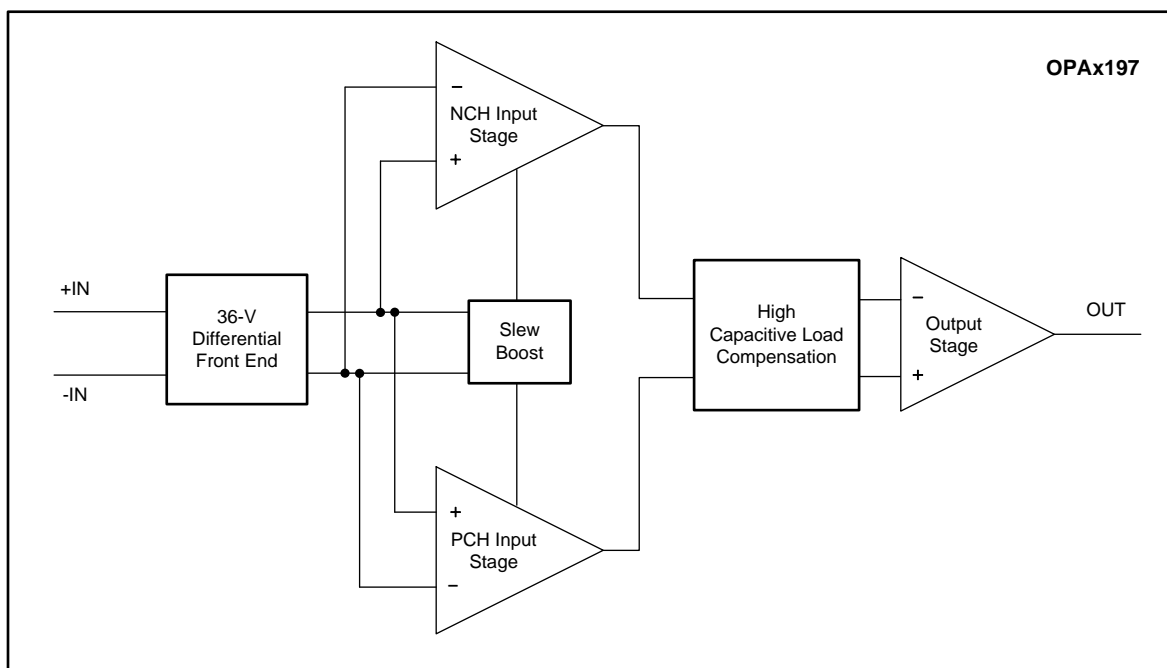 OPAx197
−
NCH Input
Stage
+
+IN
36-V
Differential
Front End
-IN
Slew
Boost
High
Capacitive Load
Compensation
−
Output
Stage
+
OUT
+
PCH Input
Stage
−